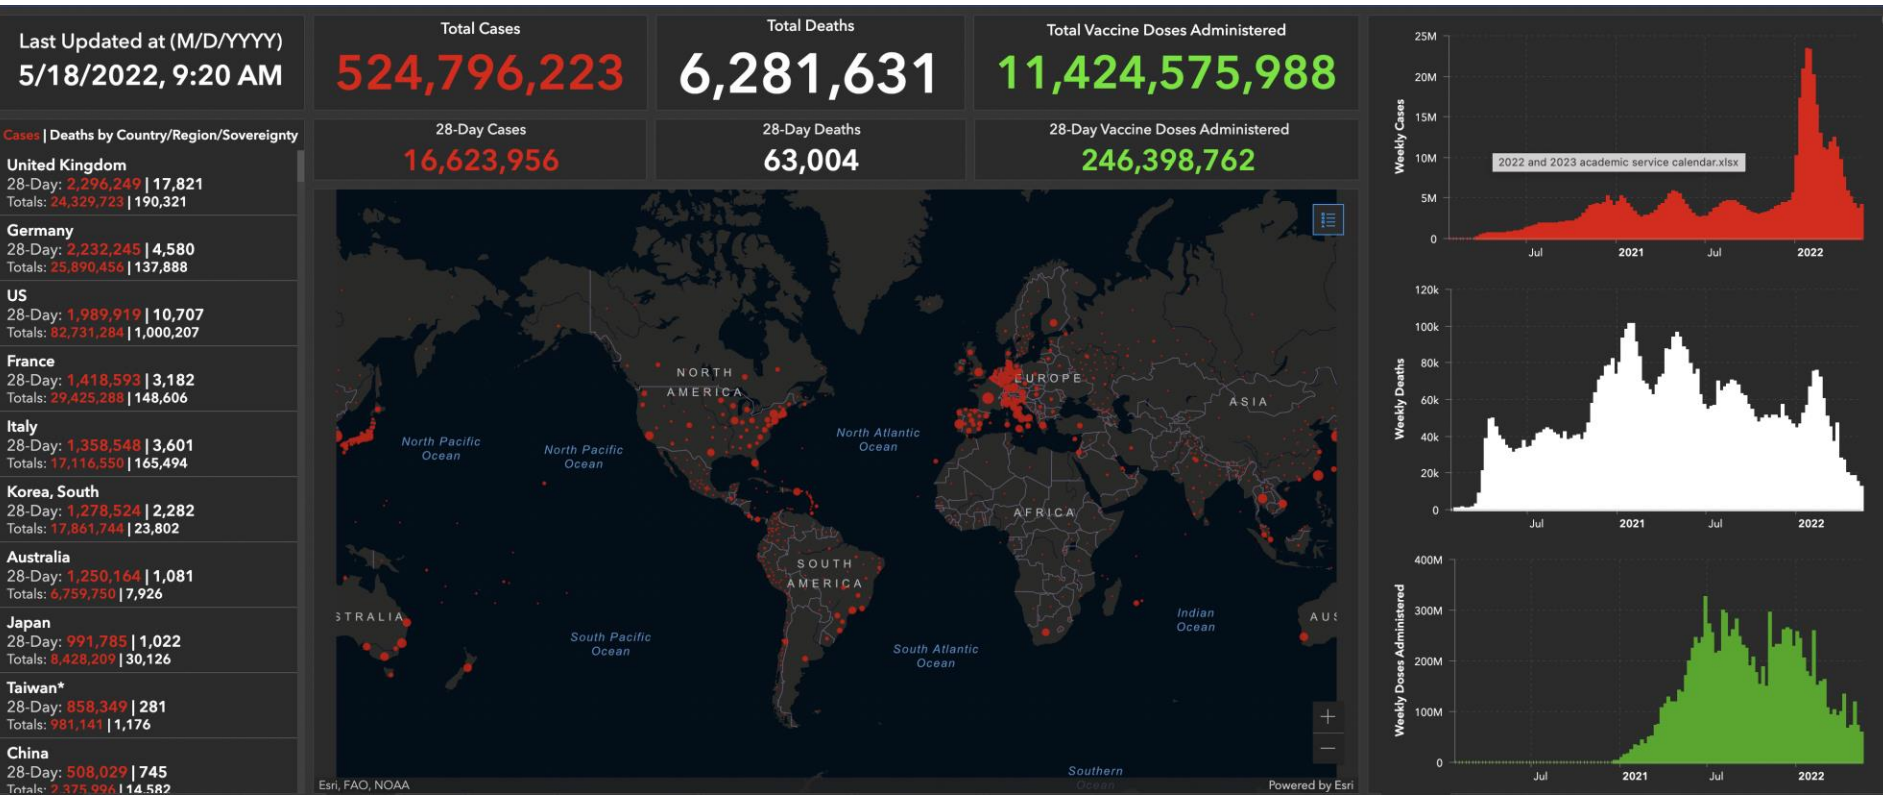 Last Updated at (M/D/YYYY)
5/18/2022, 9:20 AM
Cases | Deaths by Country/Region/Sovereignty
United Kingdom
28-Day: 2,296,249 | 17,821
Totals: 24,329,723 | 190,321
Germany
28-Day: 2,232,245 | 4,580
Totals: 25,890,456 | 137,888
US
28-Day: 1,989,919 | 10,707
Totals: 82,731,284 | 1,000,207
France
28-Day: 1,418,593 | 3,182
Totals: 29,425,288 | 148,606
Italy
28-Day: 1,358,548 | 3,601
Totals: 17,116,550 | 165,494
Korea, South
28-Day: 1,278,524 | 2,282
Totals: 17,861,744 | 23,802
Australia
28-Day: 1,250,164 | 1,081
Totals: 6,759,750 | 7,926
Japan
28-Day: 991,785 | 1,022
Totals: 8,428,209 | 30,126
Taiwan*
28-Day: 858,349 | 281
Totals: 981,141 | 1,176
China
28-Day: 508,029 | 745
Totals: 2,375,996 | 14,582
Total Cases
524,796,223
Total Deaths
6,281,631
Total Vaccine Doses Administered
11,424,575,988
28-Day Cases
16,623,956
28-Day Deaths
63,004
28-Day Vaccine Doses Administered
246,398,762
NORTH
AMERICA
EUROPE
ASIA
North Pacific
Ocean
North Pacific
Ocean
North Atlantic
Ocean
AFRICA
SOUTH
AMERICA
STRALIA
Indian
Ocean
AUS
South Pacific
Ocean
South Atlantic
Ocean
Southern
Ocean
+
−
Esri, FAO, NOAA
Powered by Esri
Weekly Cases
25M
20M
15M
10M
5M
0
2022 and 2023 academic service calendar.xlsx
Jul 2021 Jul 2022
Weekly Deaths
120k
100k
80k
60k
40k
20k
0
Jul 2021 Jul 2022
Weekly Doses Administered
400M
300M
200M
100M
0
Jul 2021 Jul 2022